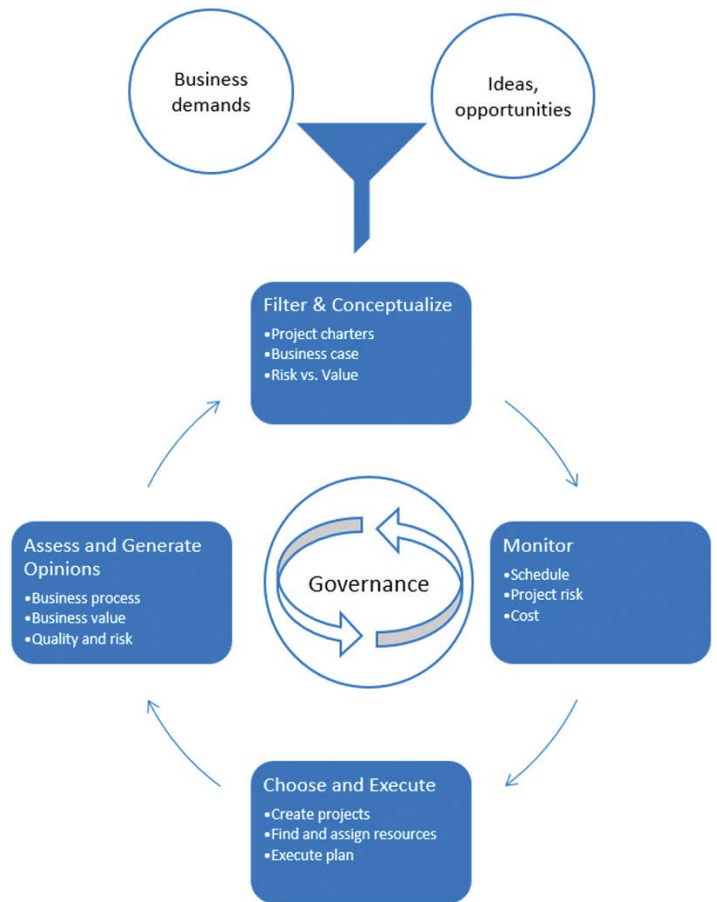 Business
demands
Ideas,
opportunities
Filter & Conceptualize
•Project charters
•Business case
•Risk vs. Value
Assess and Generate
Opinions
•Business process
•Business value
•Quality and risk
Governance
Monitor
•Schedule
•Project risk
•Cost
Choose and Execute
•Create projects
•Find and assign resources
•Execute plan